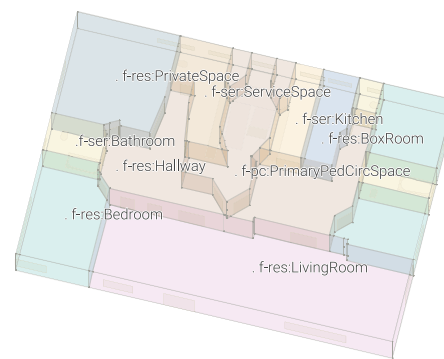 . f-res:PrivateSpace
. f-ser:ServiceSpace
. f-ser:Kitchen
. f-res:BoxRoom
.f-ser:Bathroom
. f-res:Hallway
. f-pc:PrimaryPedCircSpace
. f-res:Bedroom
. f-res:LivingRoom